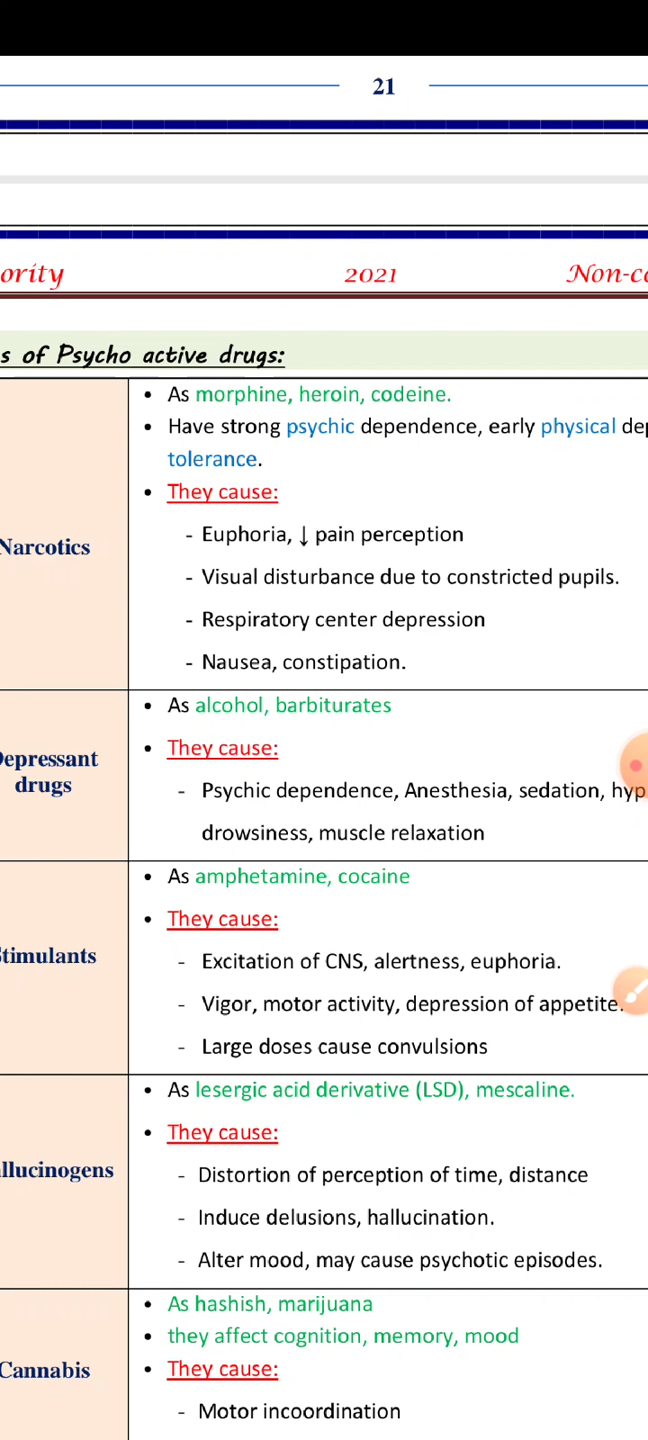 21
ority 2021 Non-co
s of Psycho active drugs:
• As morphine, heroin, codeine.
• Have strong psychic dependence, early physical dep
tolerance.
• They cause:
- Euphoria, ↓ pain perception
Narcotics
- Visual disturbance due to constricted pupils.
- Respiratory center depression
- Nausea, constipation.
• As alcohol, barbiturates
Depressant
drugs
• They cause:
- Psychic dependence, Anesthesia, sedation, hyp
drowsiness, muscle relaxation
• As amphetamine, cocaine
• They cause:
Stimulants
- Excitation of CNS, alertness, euphoria.
- Vigor, motor activity, depression of appetite.
- Large doses cause convulsions
• As lesergic acid derivative (LSD), mescaline.
• They cause:
llucinogens
- Distortion of perception of time, distance
- Induce delusions, hallucination.
- Alter mood, may cause psychotic episodes.
• As hashish, marijuana
• they affect cognition, memory, mood
Cannabis
• They cause:
- Motor incoordination